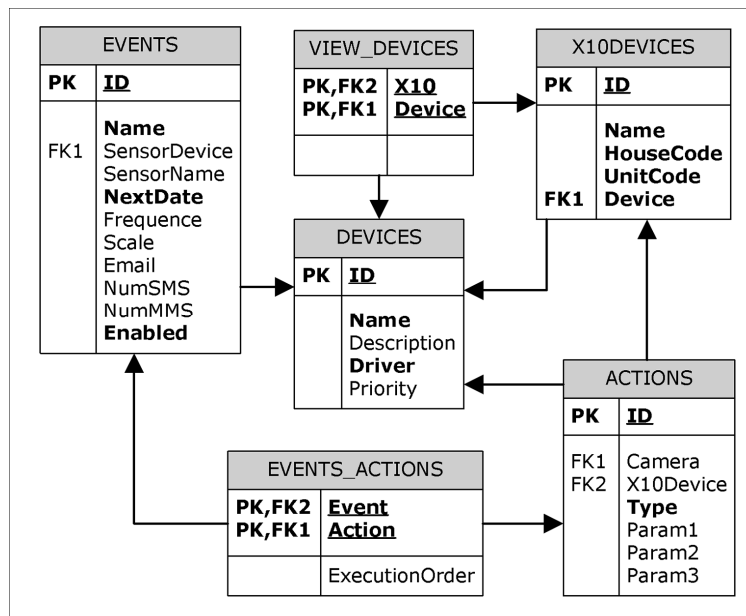 EVENTS
PK ID
Name
FK1 SensorDevice
SensorName
NextDate
Frequence
Scale
Email
NumSMS
NumMMS
Enabled
VIEW_DEVICES
PK,FK2 X10
PK,FK1 Device
X10DEVICES
PK ID
Name
HouseCode
UnitCode
FK1 Device
DEVICES
PK ID
Name
Description
Driver
Priority
ACTIONS
PK ID
FK1 Camera
FK2 X10Device
Type
Param1
Param2
Param3
EVENTS_ACTIONS
PK,FK2 Event
PK,FK1 Action
ExecutionOrder